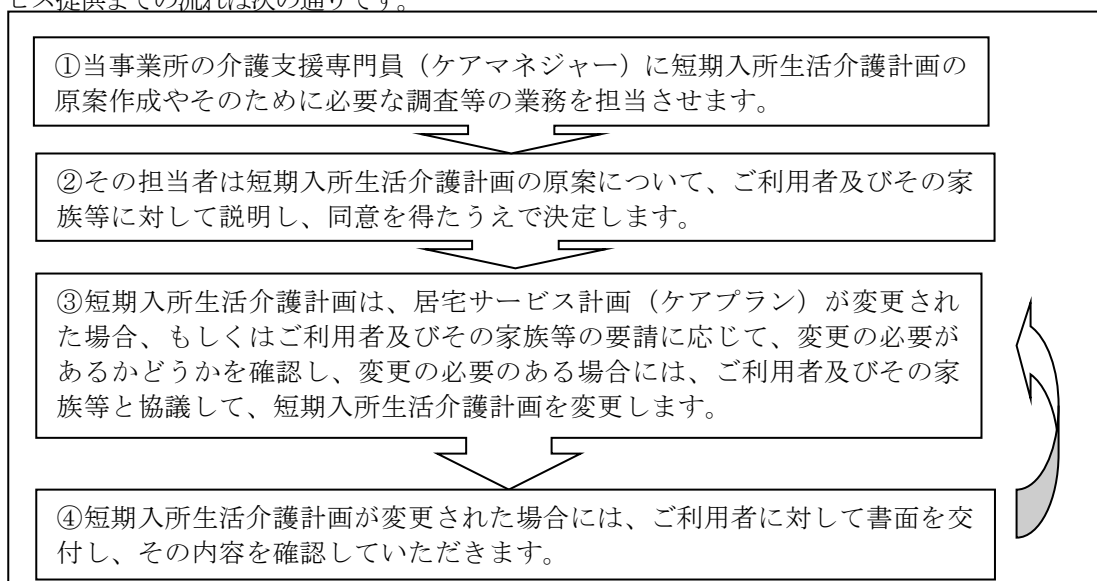 ビス提供までの流れは次の通りです。
①当事業所の介護支援専門員（ケアマネジャー）に短期入所生活介護計画の
原案作成やそのために必要な調査等の業務を担当させます。
②その担当者は短期入所生活介護計画の原案について、ご利用者及びその家
族等に対して説明し、同意を得たうえで決定します。
③短期入所生活介護計画は、居宅サービス計画（ケアプラン）が変更され
た場合、もしくはご利用者及びその家族等の要請に応じて、変更の必要が
あるかどうかを確認し、変更の必要のある場合には、ご利用者及びその家
族等と協議して、短期入所生活介護計画を変更します。
④短期入所生活介護計画が変更された場合には、ご利用者に対して書面を交
付し、その内容を確認していただきます。